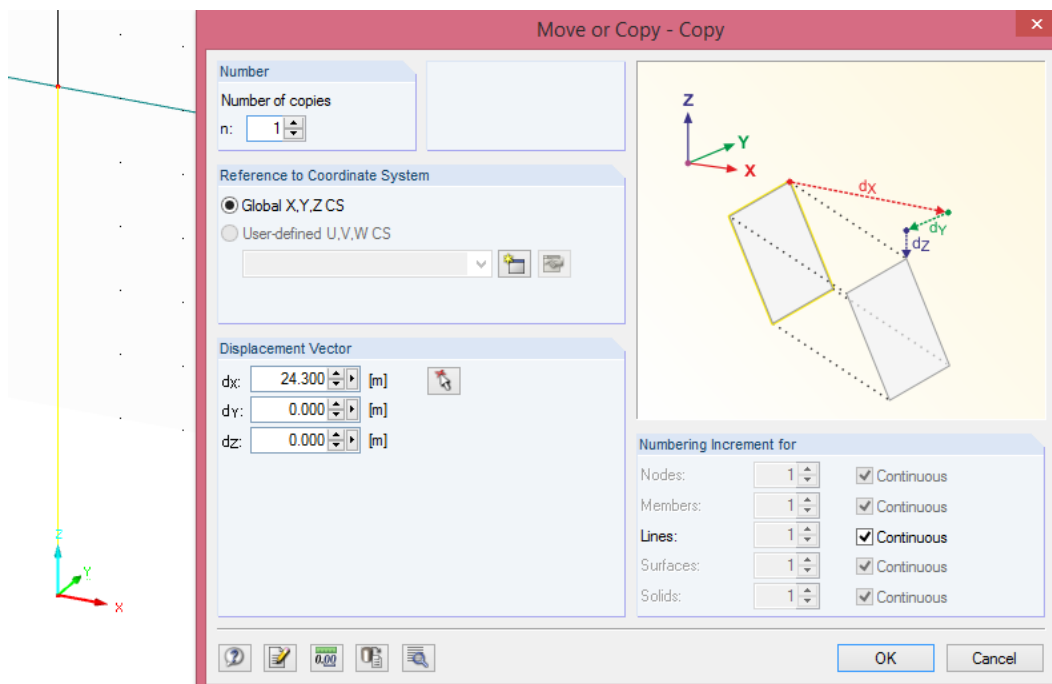 Move or Copy - Copy
×
Number
Number of copies
n: 1
Reference to Coordinate System
Global X,Y,Z CS
User-defined U,V,W CS
Displacement Vector
dX: 24.300 [m]
dY: 0.000 [m]
dZ: 0.000 [m]
Z
Y
X
dX
dY
dZ
Numbering Increment for
Nodes: 1 Continuous
Members: 1 Continuous
Lines: 1 Continuous
Surfaces: 1 Continuous
Solids: 1 Continuous
Z
Y
X
0.00
OK
Cancel